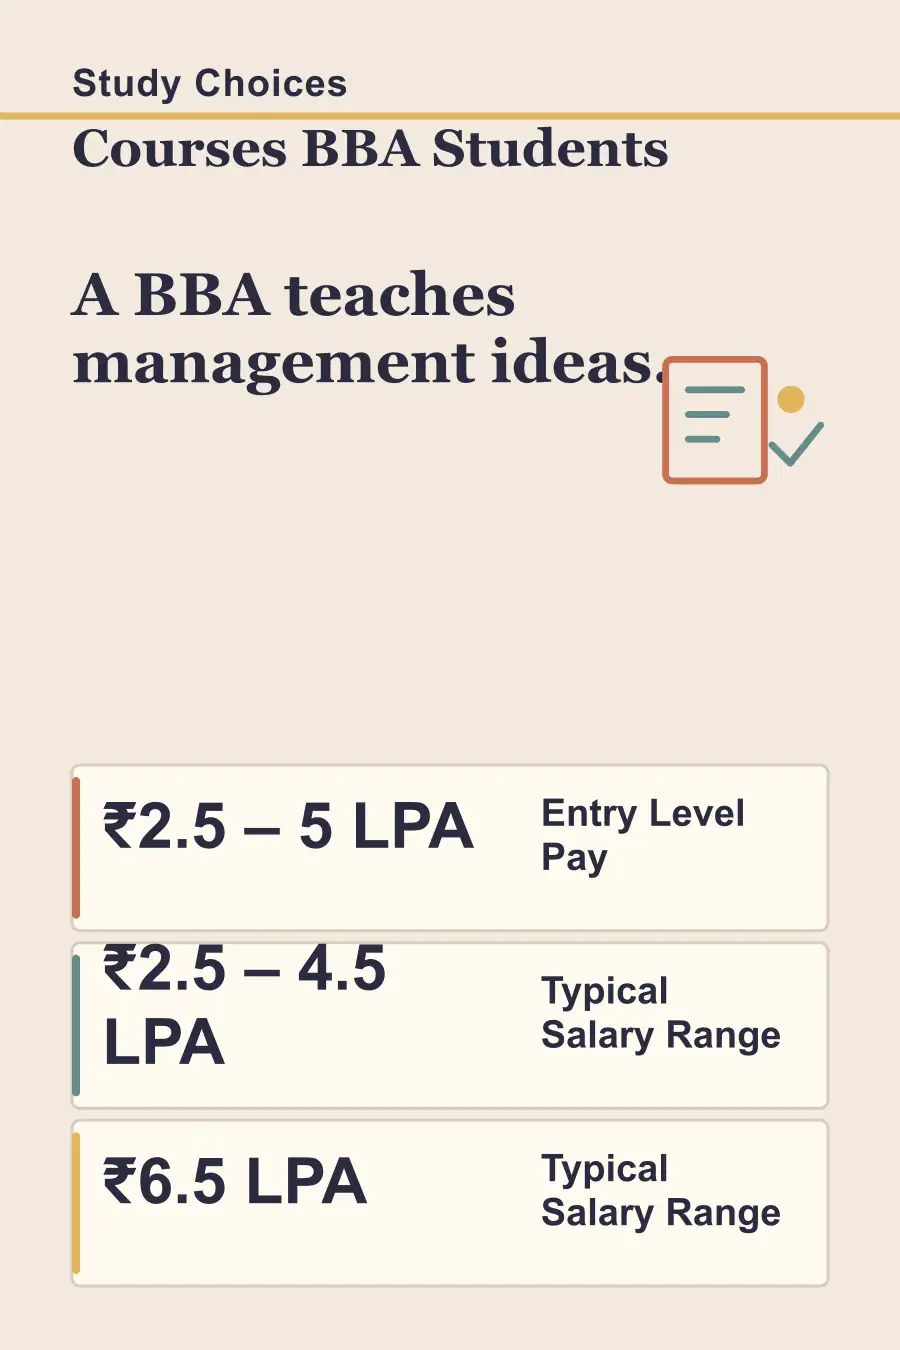 Study Choices
Courses BBA Students
A BBA teaches
management ideas.
₹2.5 – 5 LPA
Entry Level
Pay
₹2.5 – 4.5
LPA
Typical
Salary Range
₹6.5 LPA
Typical
Salary Range